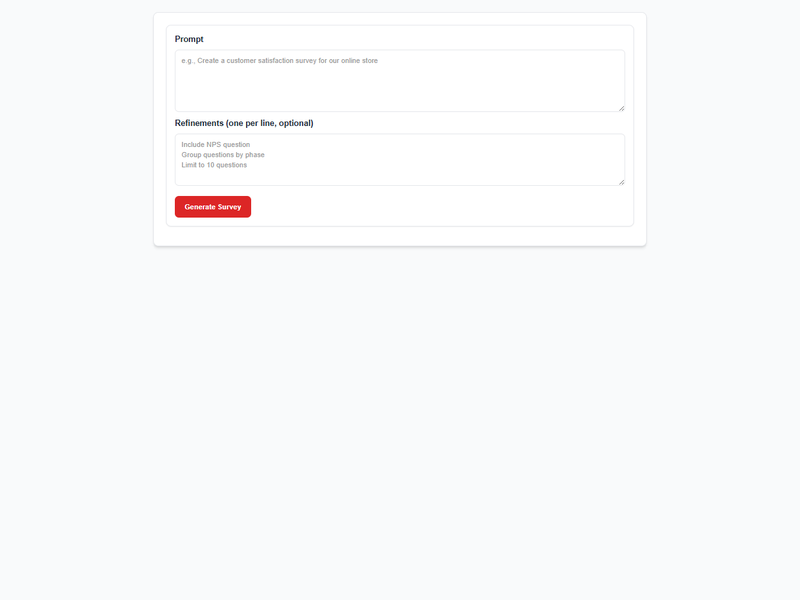 Prompt
e.g., Create a customer satisfaction survey for our online store
Refinements (one per line, optional)
Include NPS question
Group questions by phase
Limit to 10 questions
Generate Survey